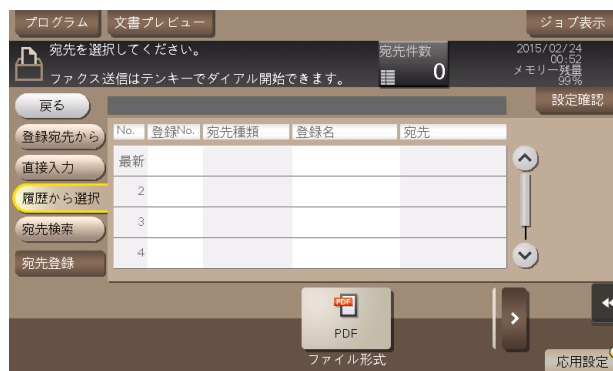 プログラム
文書プレビュー
ジョブ表示
宛先を選択してください。
ファクス送信はテンキーでダイアル開始できます。
宛先件数
0
2015/02/24
00:52
メモリー残量
99%
戻る
設定確認
登録宛先から
直接入力
履歴から選択
宛先検索
宛先登録
No. 登録No. 宛先種類 登録名 宛先
最新
2
3
4
PDF
PDF
ファイル形式
応用設定